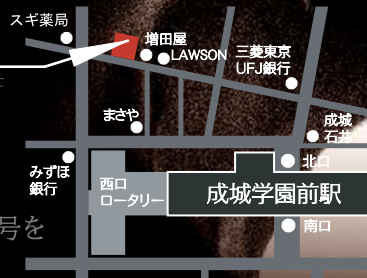 スギ薬局
増田屋
LAWSON
三菱東京
UFJ銀行
まさや
成城
石井
みずほ
銀行
西口
ロータリー
北口
成城学園前駅
南口
号を